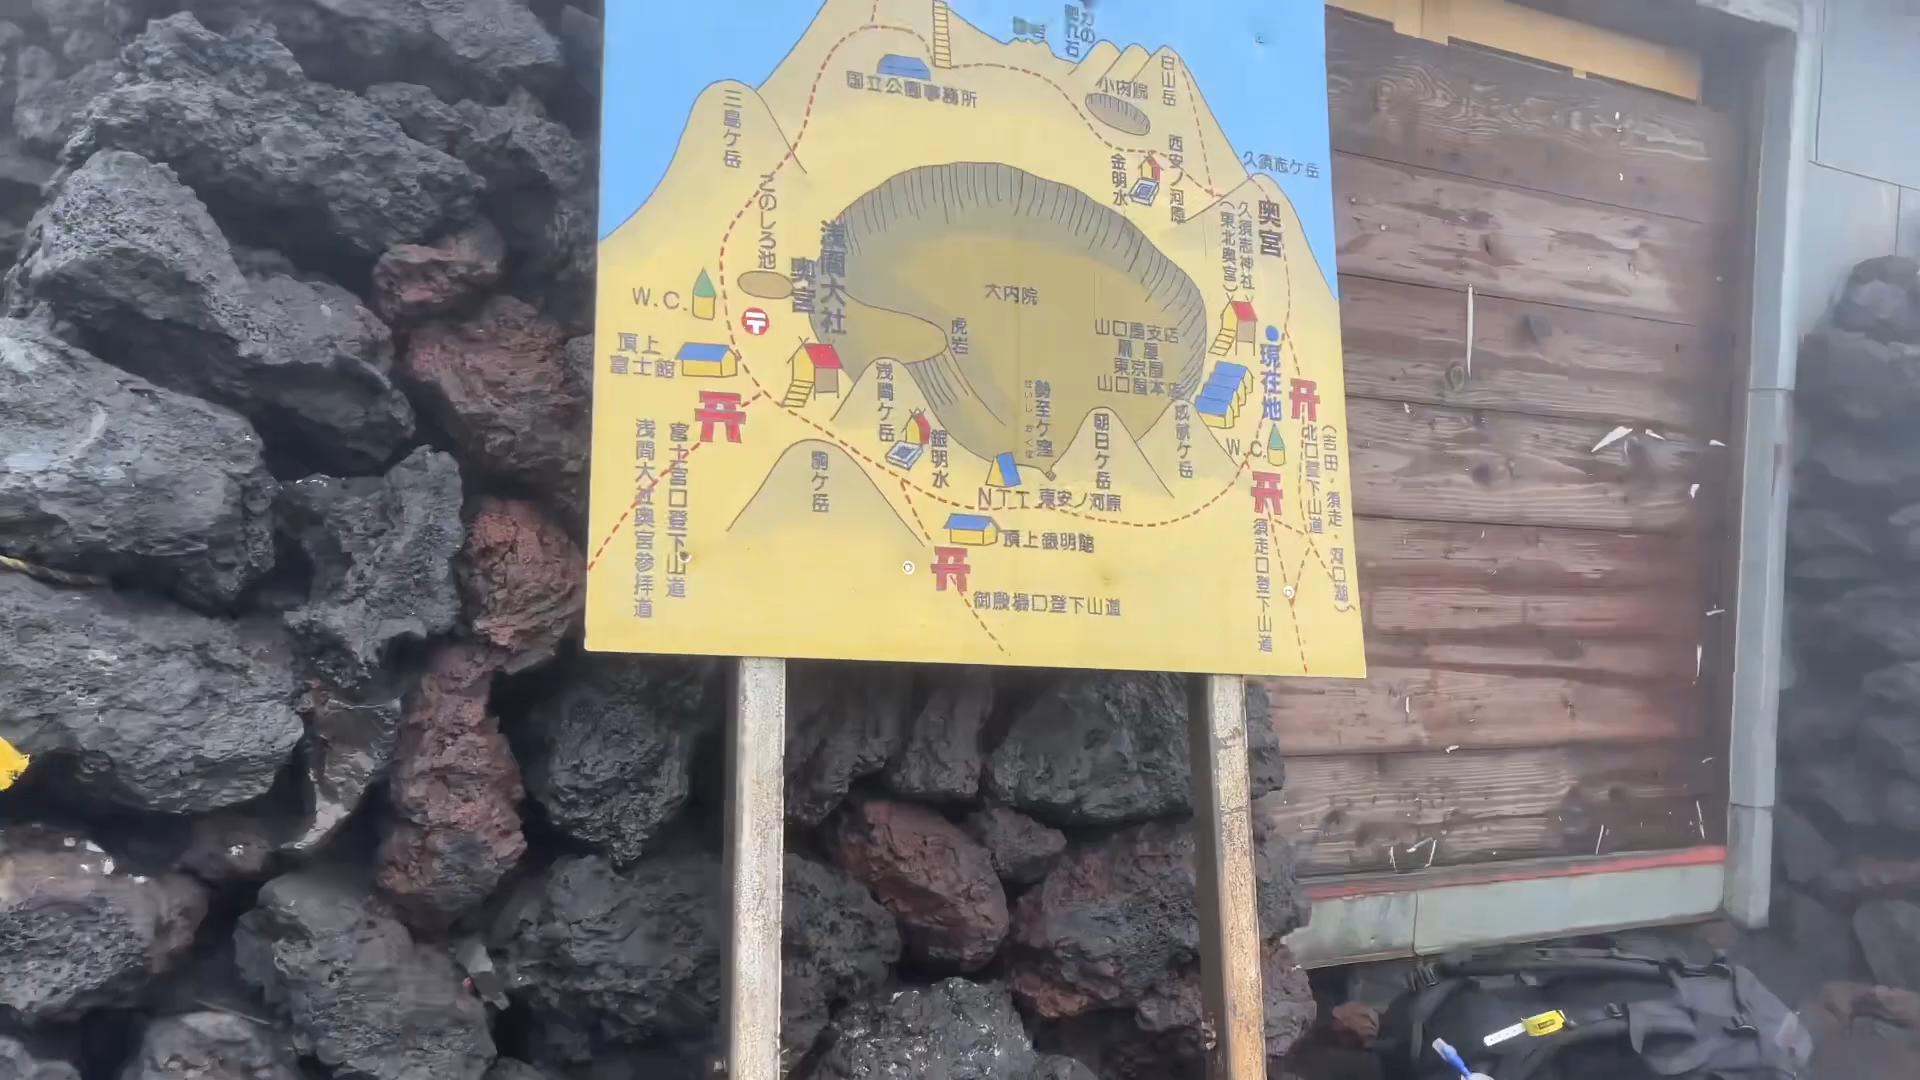 割れ石
国立公園事務所
小内院
白山岳
三島ケ岳
金明水
西安ノ河原
久須志ケ岳
このしろ池
浅間大社
奥宮
久須志神社
(東北奥宮)
奥宮
W.C.
大内院
虎岩
山口屋支店
扇屋
東京屋
山口屋本店
現在地
頂上
富士館
浅間ケ岳
銀明水
勢至ケ窪
朝日ケ岳
成就ケ岳
W.C.
駒ケ岳
NTT
東安ノ河原
頂上銀明館
富士宮口登下山道
浅間大社奥宮参拝道
御殿場口登下山道
須走口登下山道
北口登下山道
(吉田・須走・河口湖)